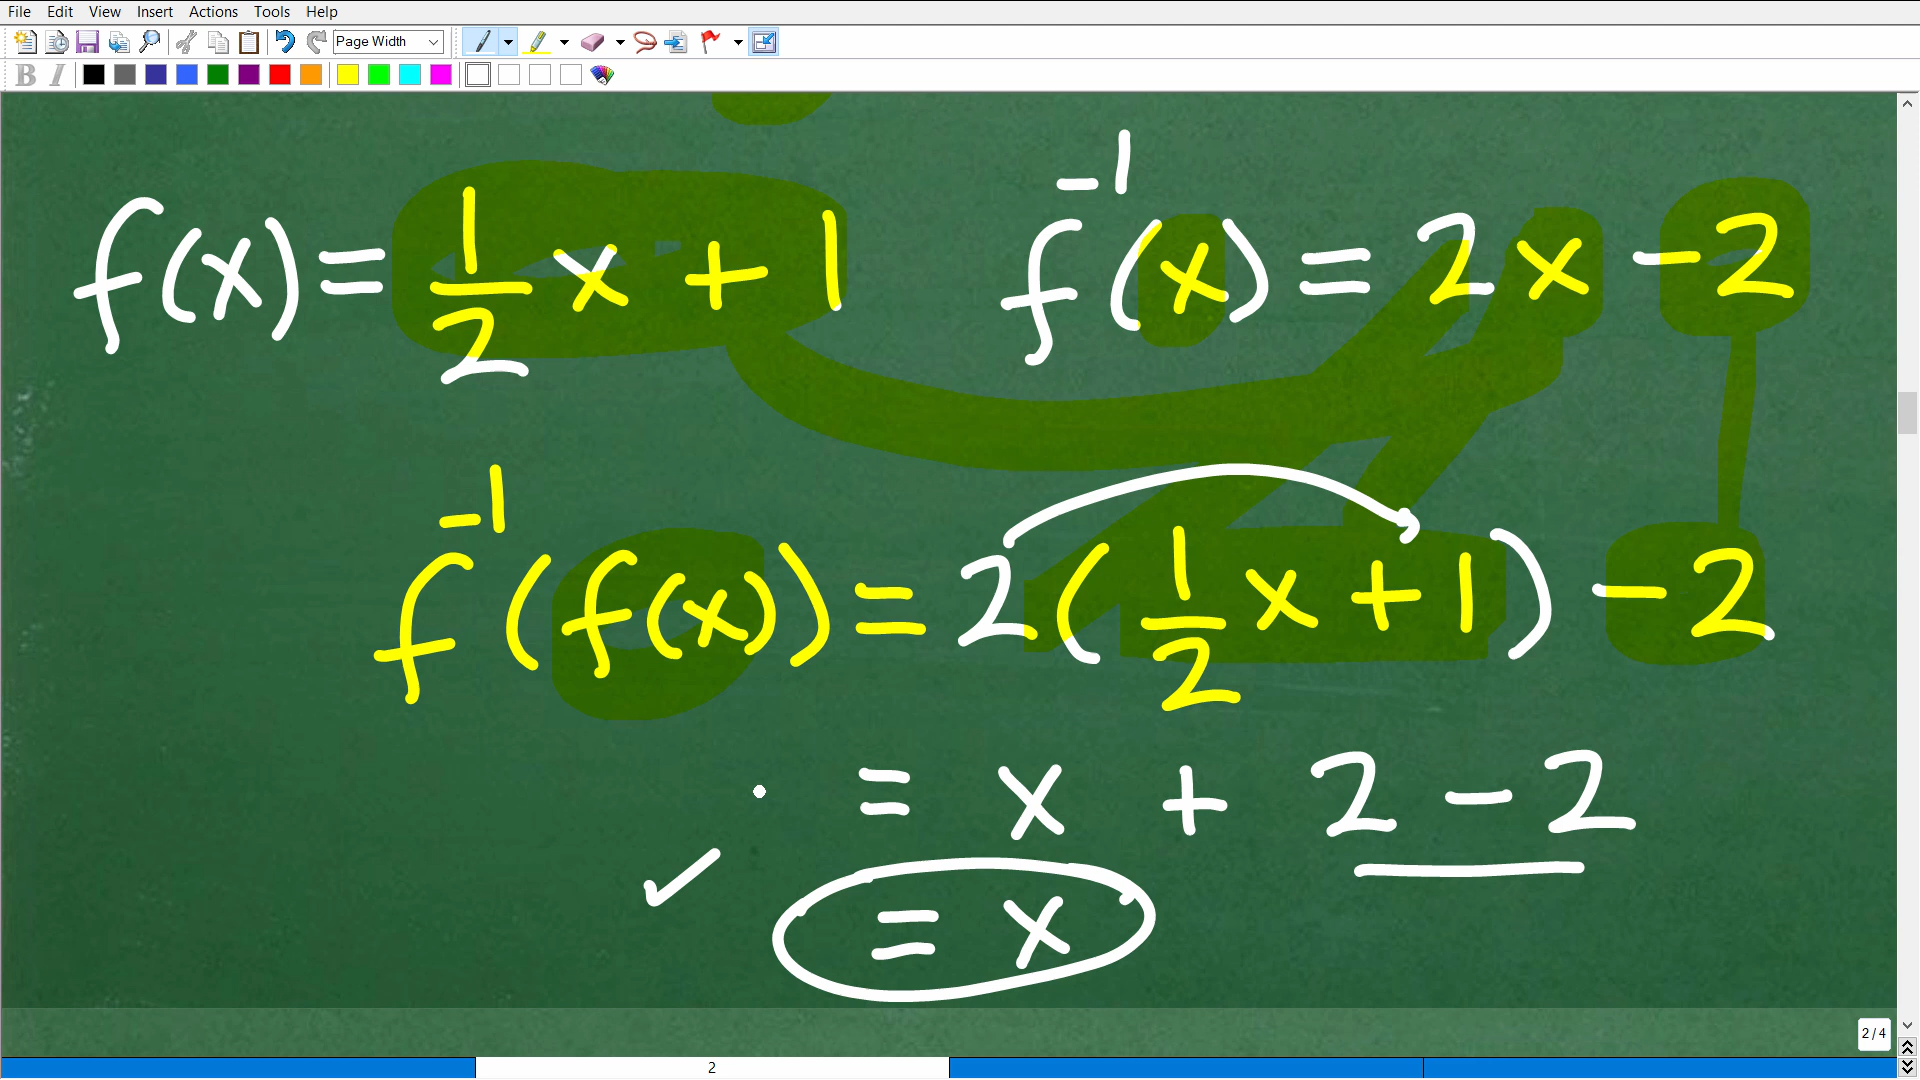 File Edit View Insert Actions Tools Help
Page Width
B I
f(x) = 1/2 x + 1
f⁻¹(x) = 2x - 2
f⁻¹(f(x)) = 2(1/2 x + 1) - 2
= x + 2 - 2
✓ = x
2 / 4
2